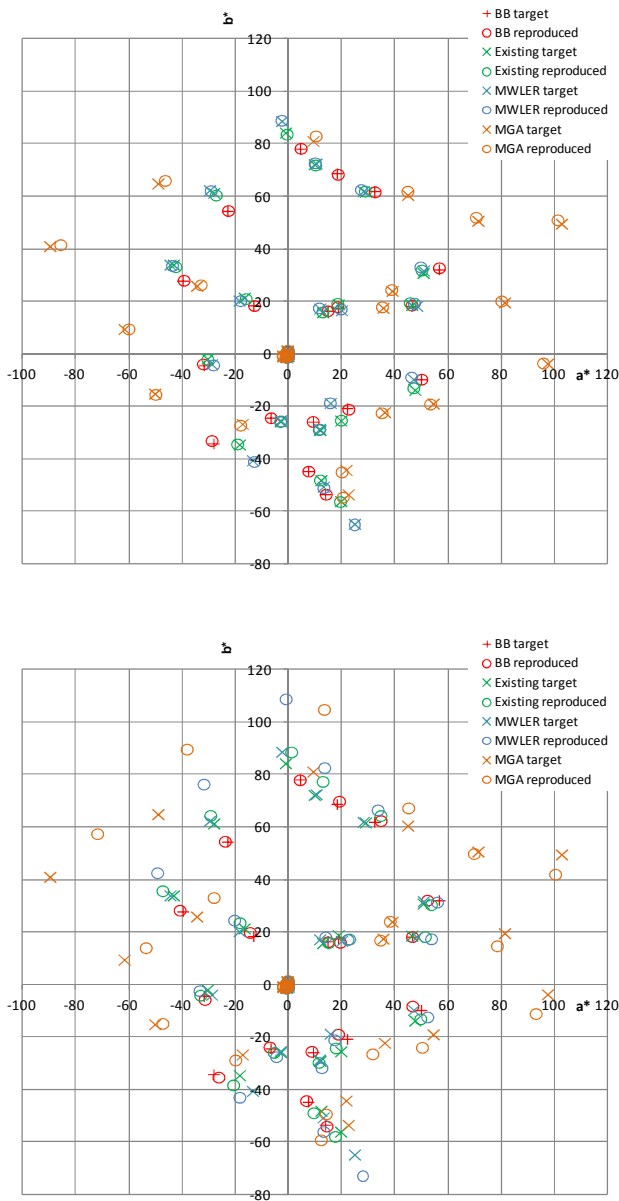 b*
120
100
80
60
40
20
0
-20
-40
-60
-80
-100 -80 -60 -40 -20 0 20 40 60 80 100 120
a*
+ BB target
BB reproduced
Existing target
Existing reproduced
MWLER target
MWLER reproduced
MGA target
MGA reproduced
b*
120
100
80
60
40
20
0
-20
-40
-60
-80
-100 -80 -60 -40 -20 0 20 40 60 80 100 120
a*
BB target
BB reproduced
Existing target
Existing reproduced
MWLER target
MWLER reproduced
MGA target
MGA reproduced